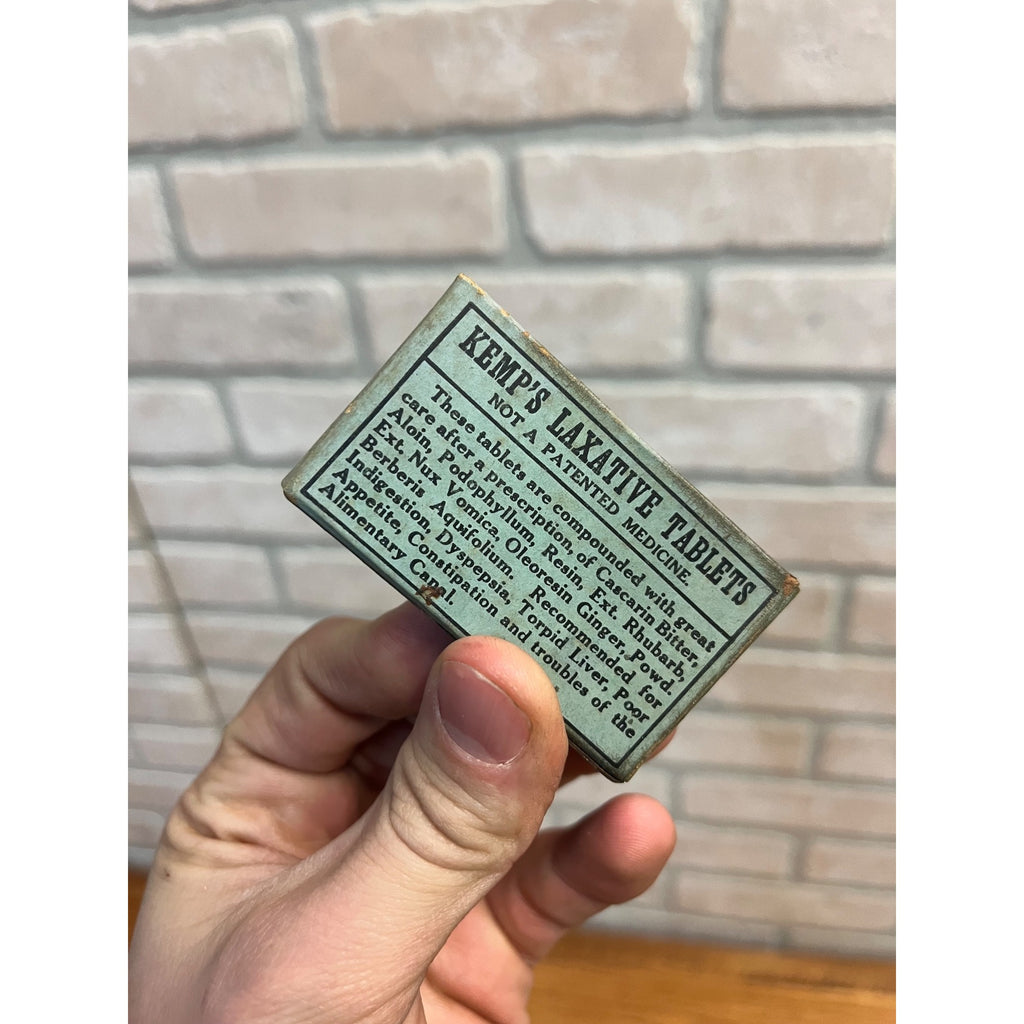 KEMP'S LAXATIVE TABLETS
NOT A PATENTED MEDICINE.
These tablets are compounded with great
care after a prescription, of Cascarin Bitter,
Aloin, Podophyllum, Resin, Ext. Rhubarb,
Ext. Nux Vomica, Oleoresin Ginger, Powd.
Berberis Aquifolium. Recommended for
Indigestion, Dyspepsia, Torpid Liver, Poor
Appetite, Constipation and troubles of the
Alimentary Canal.